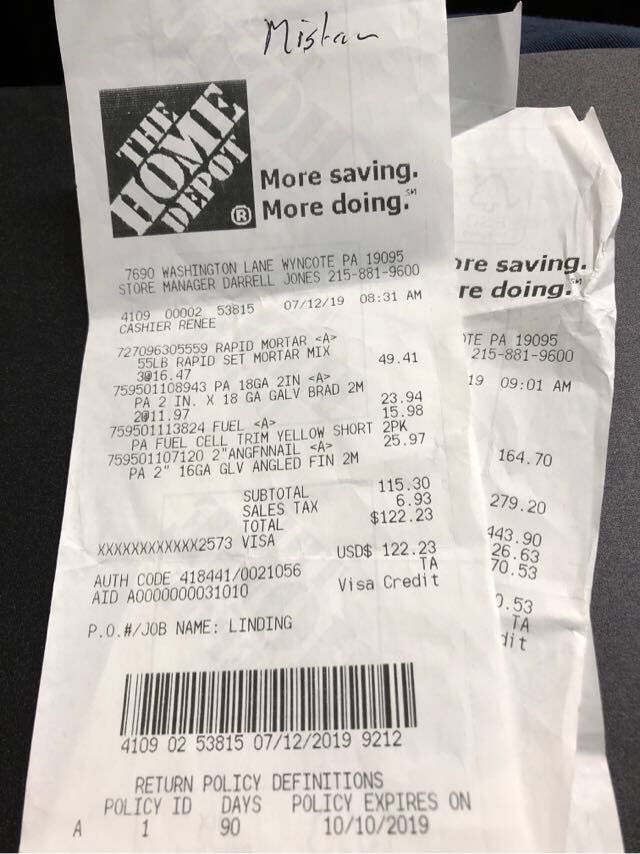 THE
HOME
DEPOT
®
More saving.
More doing.℠
7690 WASHINGTON LANE WYNCOTE PA 19095
STORE MANAGER DARRELL JONES 215-881-9600
4109 00002 53815 07/12/19 08:31 AM
CASHIER RENEE
727096305559 RAPID MORTAR <A>
55LB RAPID SET MORTAR MIX
3@16.47 49.41
759501108943 PA 18GA 2IN <A>
PA 2 IN. X 18 GA GALV BRAD 2M
2@11.97 23.94
759501113824 FUEL <A> 15.98
PA FUEL CELL TRIM YELLOW SHORT 2PK
759501107120 2"ANGFNNAIL <A> 25.97
PA 2" 16GA GLV ANGLED FIN 2M
SUBTOTAL 115.30
SALES TAX 6.93
TOTAL $122.23
XXXXXXXXXXXX2573 VISA
USD$ 122.23
AUTH CODE 418441/0021056 TA
AID A0000000031010 Visa Credit
P.O.#/JOB NAME: LINDING
4109 02 53815 07/12/2019 9212
RETURN POLICY DEFINITIONS
POLICY ID DAYS POLICY EXPIRES ON
A 1 90 10/10/2019
ore saving.
re doing.℠
OTE PA 19095
215-881-9600
19 09:01 AM
164.70
279.20
443.90
26.63
70.53
0.53
TA
dit